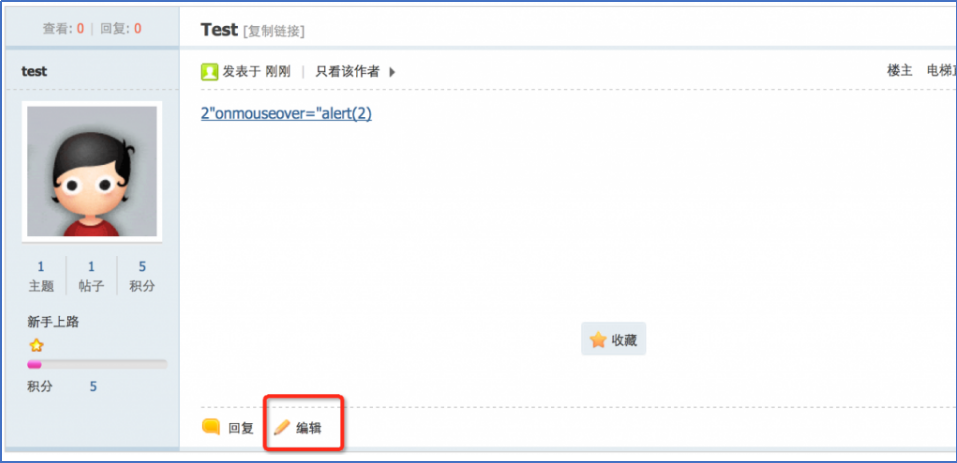 查看: 0 | 回复: 0
Test [复制链接]
test
发表于 刚刚 | 只看该作者
楼主 电梯直
2"onmouseover="alert(2)
1 1 5
主题 帖子 积分
新手上路
收藏
积分 5
回复 编辑